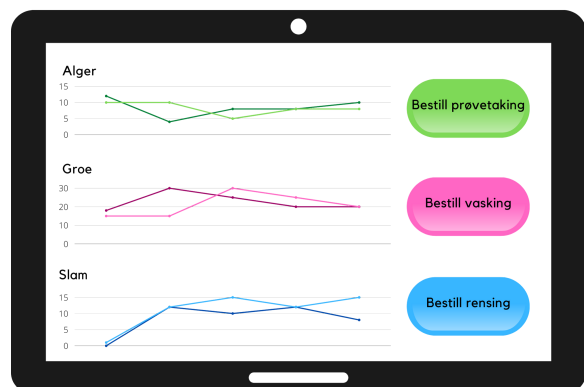 Alger
15
10
5
0
Bestill prøvetaking
Groe
30
20
10
0
Bestill vasking
Slam
15
10
5
0
Bestill rensing